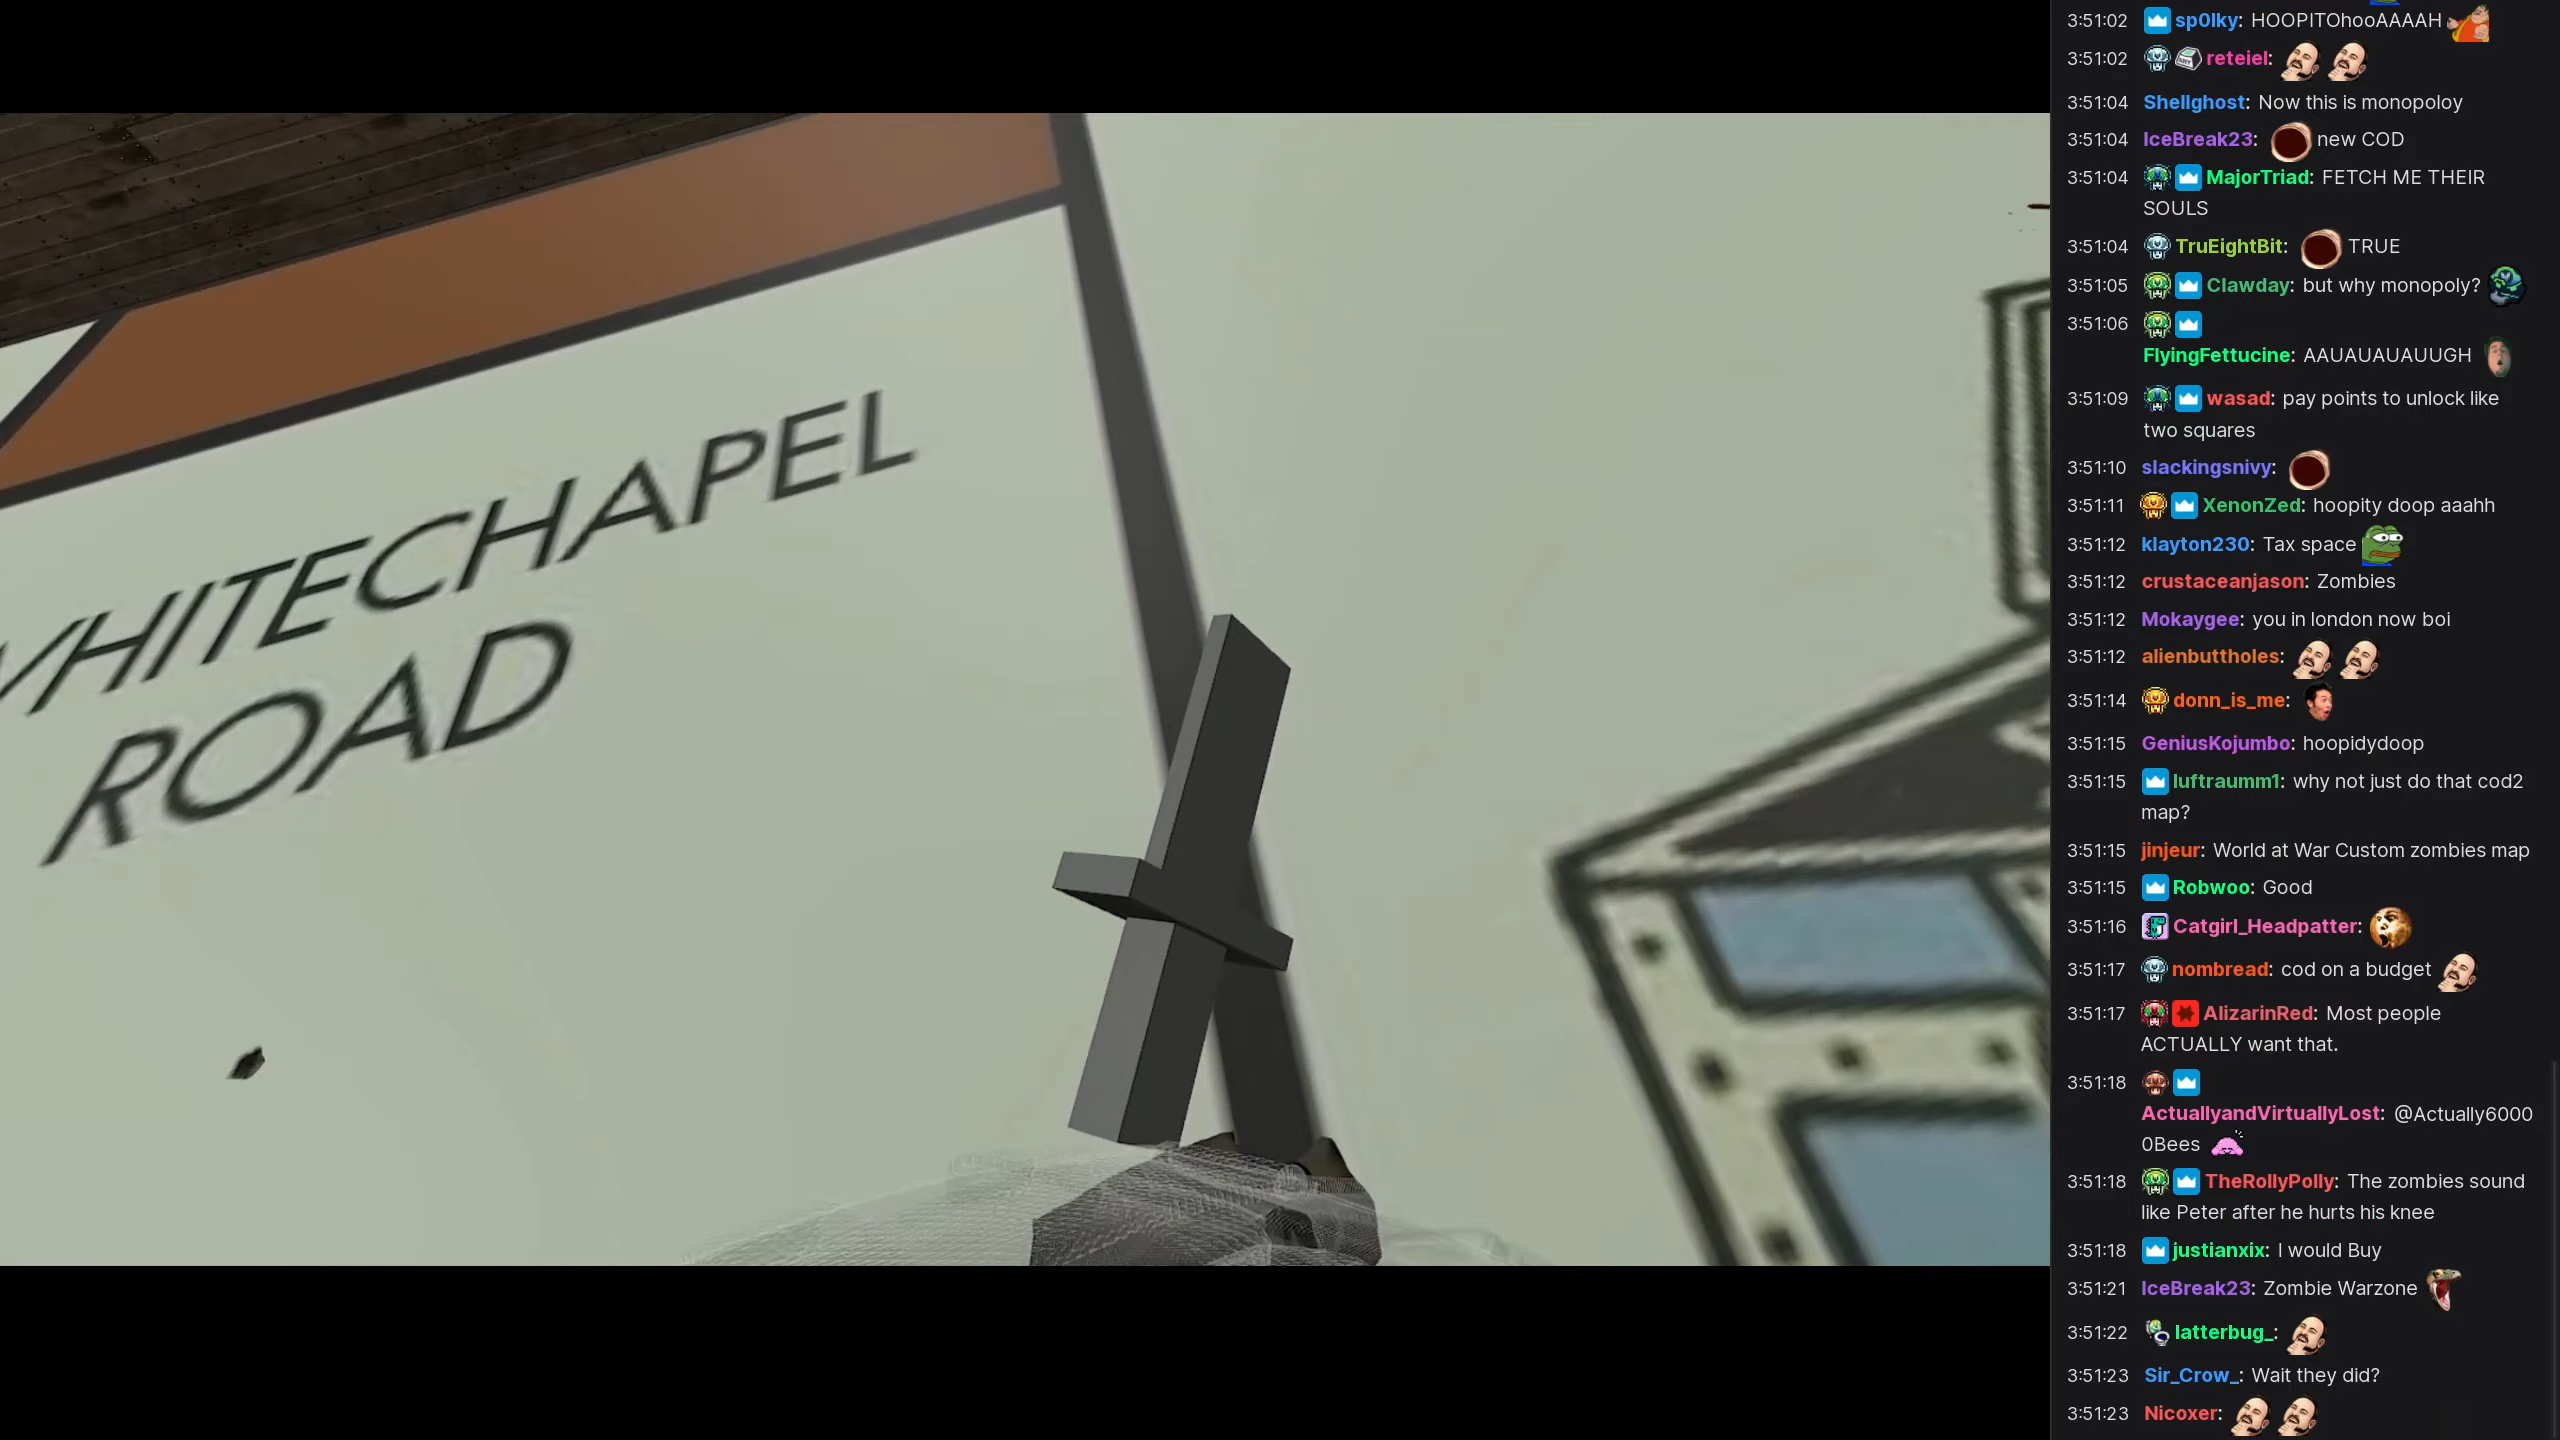 WHITECHAPEL
ROAD
3:51:02 sp0lky: HOOPITOhooAAAAH
3:51:02 reteiel:
3:51:04 Shellghost: Now this is monopoloy
3:51:04 IceBreak23: new COD
3:51:04 MajorTriad: FETCH ME THEIR
SOULS
3:51:04 TruEightBit: TRUE
3:51:05 Clawday: but why monopoly?
3:51:06
FlyingFettucine: AAUAUAUAUUGH
3:51:09 wasad: pay points to unlock like
two squares
3:51:10 slackingsnivy:
3:51:11 XenonZed: hoopity doop aaahh
3:51:12 klayton230: Tax space
3:51:12 crustaceanjason: Zombies
3:51:12 Mokaygee: you in london now boi
3:51:12 alienbuttholes:
3:51:14 donn_is_me:
3:51:15 GeniusKojumbo: hoopidydoop
3:51:15 luftraumm1: why not just do that cod2
map?
3:51:15 jinjeur: World at War Custom zombies map
3:51:15 Robwoo: Good
3:51:16 Catgirl_Headpatter:
3:51:17 nombread: cod on a budget
3:51:17 AlizarinRed: Most people
ACTUALLY want that.
3:51:18
ActuallyandVirtuallyLost: @Actually6000
0Bees
3:51:18 TheRollyPolly: The zombies sound
like Peter after he hurts his knee
3:51:18 justianxix: I would Buy
3:51:21 IceBreak23: Zombie Warzone
3:51:22 latterbug_:
3:51:23 Sir_Crow_: Wait they did?
3:51:23 Nicoxer: